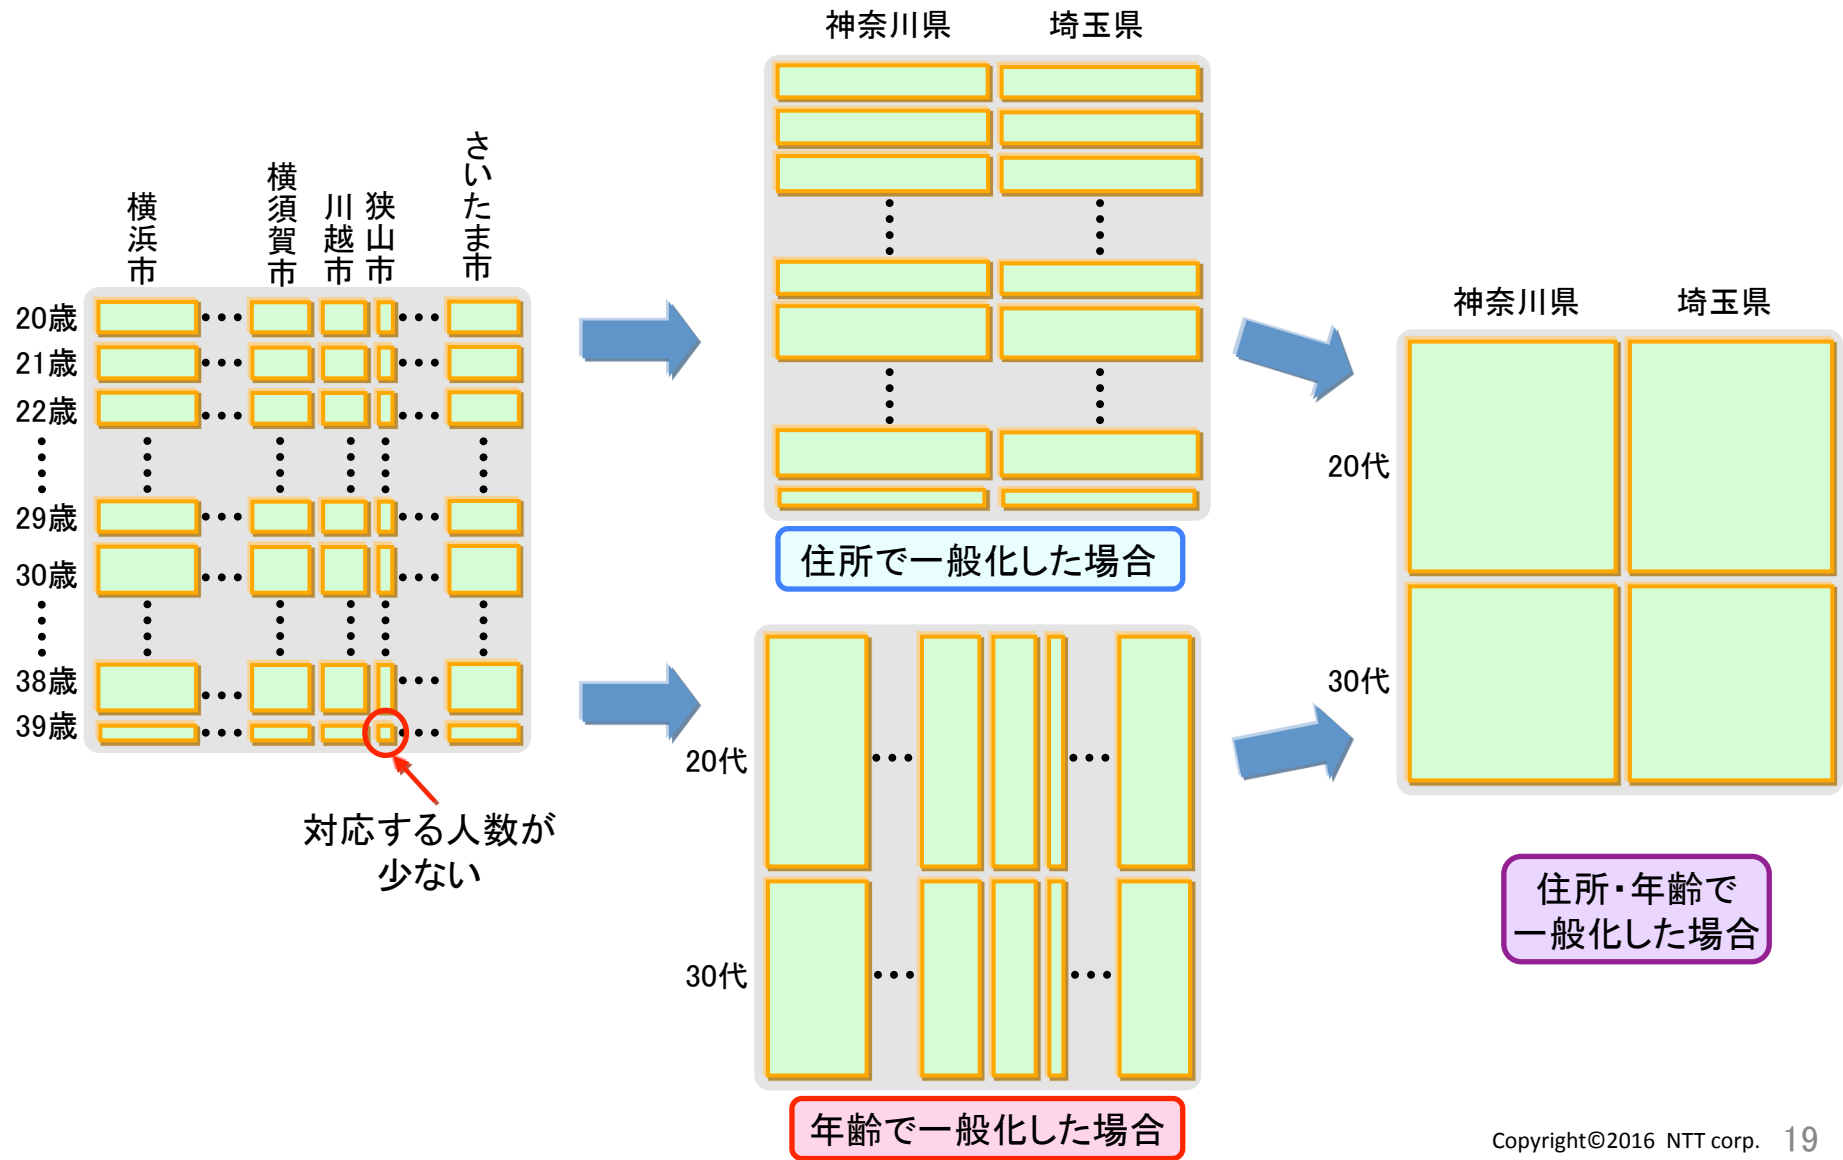 横浜市
横須賀市
川越市
狭山市
さいたま市
20歳
21歳
22歳
29歳
30歳
38歳
39歳
対応する人数が
少ない
神奈川県
埼玉県
住所で一般化した場合
20代
30代
年齢で一般化した場合
神奈川県
埼玉県
20代
30代
住所・年齢で
一般化した場合
Copyright©2016 NTT corp. 19